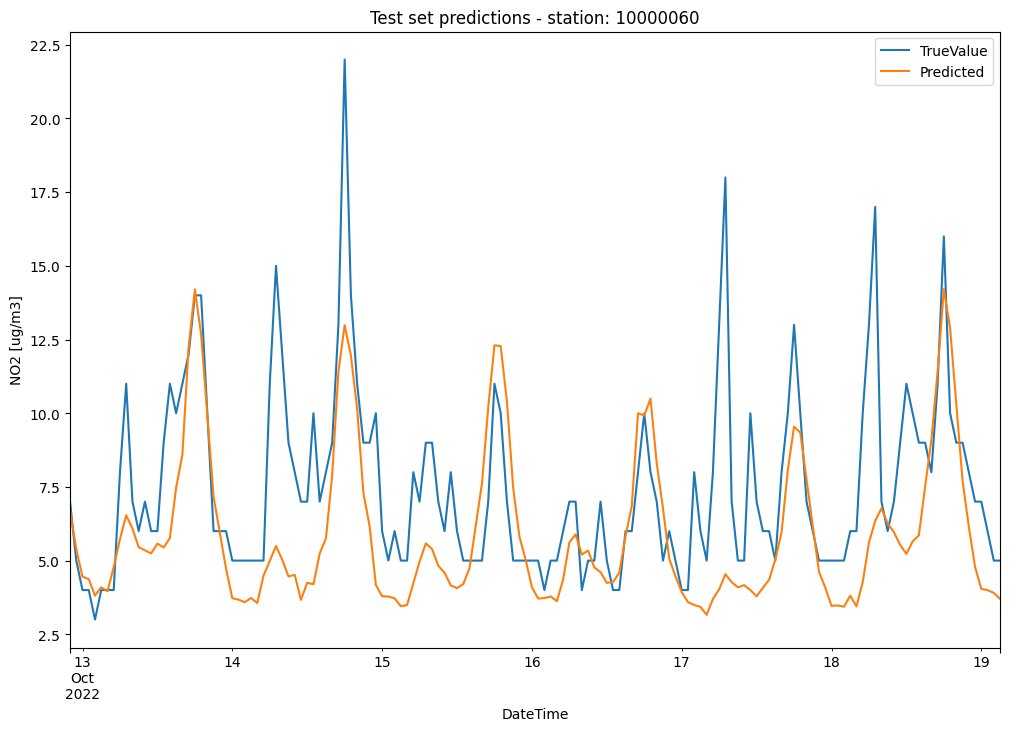 Test set predictions - station: 10000060
TrueValue
Predicted
NO2 [ug/m3]
22.5
20.0
17.5
15.0
12.5
10.0
7.5
5.0
2.5
13 14 15 16 17 18 19
Oct
2022
DateTime